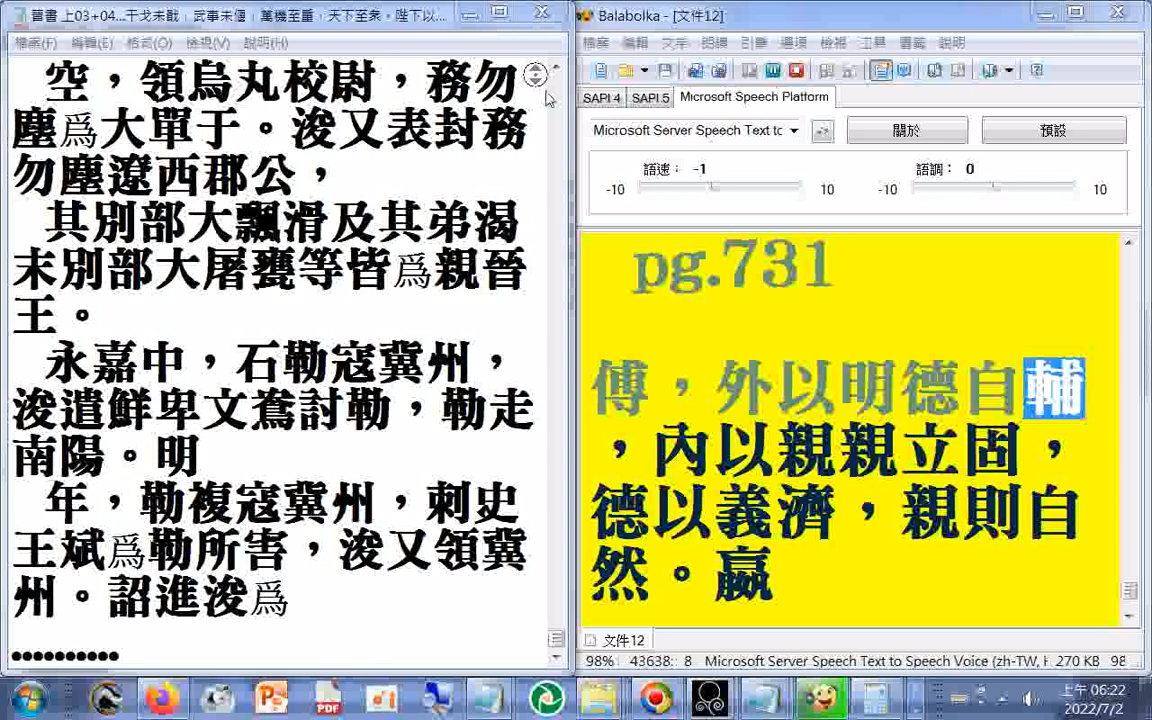 晉書 上03+04...干戈未戢﹐武事未偃﹐萬機至重﹐天下至眾﹐陛下以...
檔案(F) 編輯(E) 格式(O) 檢視(V) 說明(H)
空，領烏丸校尉，務勿
塵爲大單于。浚又表封務
勿塵遼西郡公，
其別部大飄滑及其弟渴
末別部大屠甕等皆爲親晉
王。
永嘉中，石勒寇冀州，
浚遣鮮卑文鴦討勒，勒走
南陽。明
年，勒複寇冀州，刺史
王斌爲勒所害，浚又領冀
州。詔進浚爲
●●●●●●●●●●
Balabolka - [文件12]
檔案 編輯 文字 朗讀 引擎 選項 檢視 工具 書籤 說明
SAPI 4 SAPI 5 Microsoft Speech Platform
Microsoft Server Speech Text to
關於 預設
語速： -1 語調： 0
-10 10 -10 10
pg.731
傅，外以明德自輔
，內以親親立固，
德以義濟，親則自
然。嬴
文件12
98% 43638: 8 Microsoft Server Speech Text to Speech Voice (zh-TW, H 270 KB 98
PDF
上午 06:22
2022/7/2